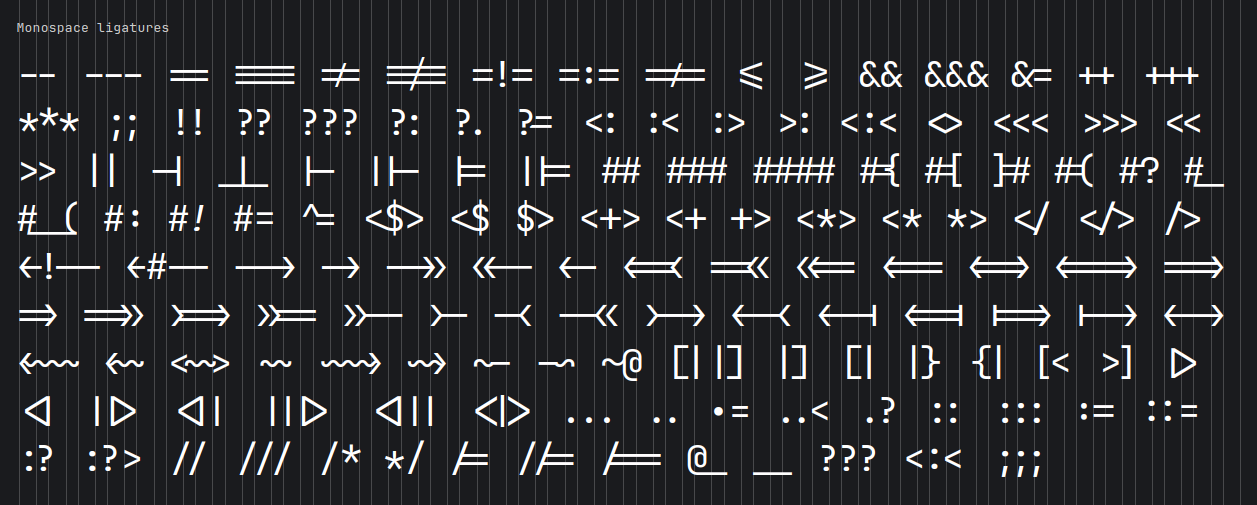 Monospace ligatures
-- --- == === != !== =!= =:= =/= <= >= && &&& &= ++ +++
*** ;; !! ?? ??? ?: ?. ?= <: :< :> >: <:< <> <<< >>> <<
>> || -| _|_ |- ||- |= ||= ## ### #### #{ #[ ]# #( #? #_
#_( #: #! #= ^= <$> <$ $> <+> <+ +> <*> <* *> </ </> />
<!-- <#-- --> -> ->> <<- <- <=< =<< <<= <== <=> <==> ==>
=> =>> >=> >>= >>- >- -< -<< >-> <-< <-| <=| |=> |-> <->
<~~ <~ <~> ~~ ~~> ~> ~- -~ ~@ [||] |] [| |} {| [< >] |>
<| ||> <|| |||> <||| <|> ... .. .= ..< .? :: ::: := ::=
:? :?> // /// /* */ /= //= /== @_ __ ??? <:< ;;;